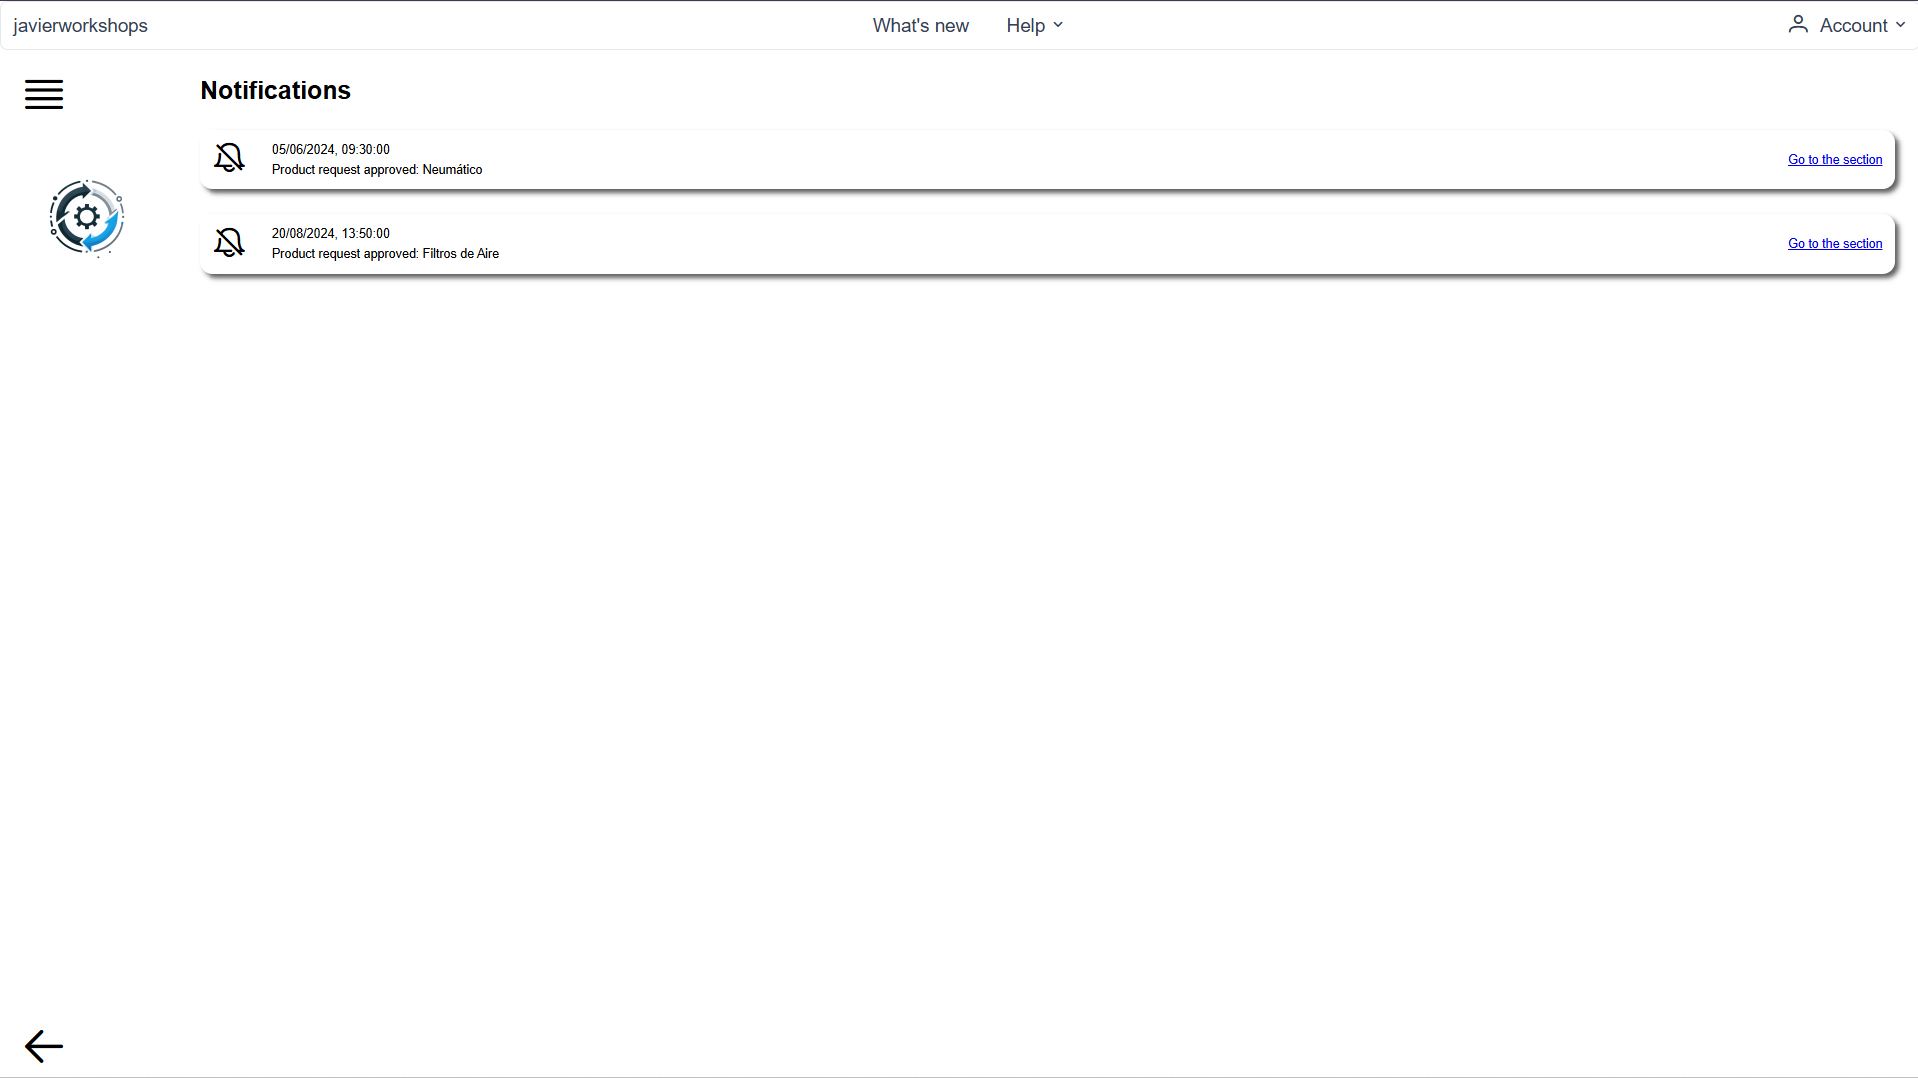 javierworkshops
What's new
Help
Account
Notifications
05/06/2024, 09:30:00
Product request approved: Neumático
Go to the section
20/08/2024, 13:50:00
Product request approved: Filtros de Aire
Go to the section